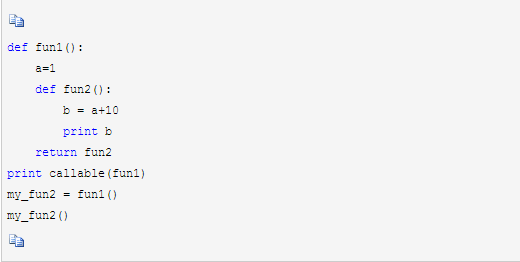 def fun1():
    a=1
    def fun2():
        b = a+10
        print b
    return fun2
print callable(fun1)
my_fun2 = fun1()
my_fun2()